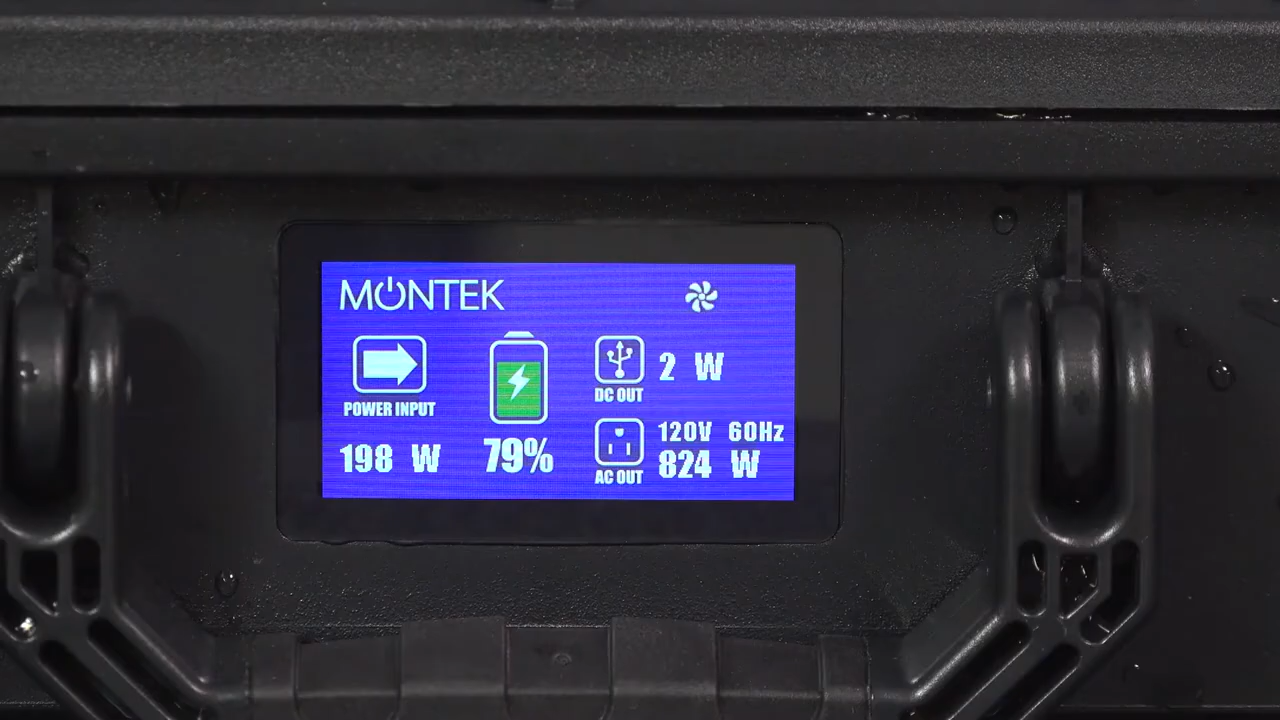 MONTEK
POWER INPUT
198 W
79%
DC OUT
2 W
AC OUT
120V 60Hz
824 W